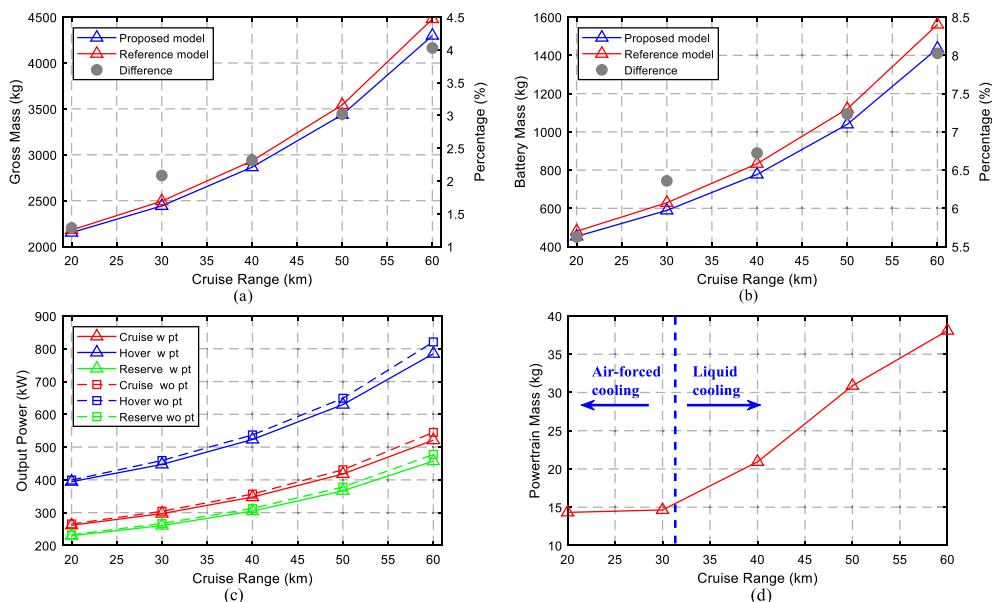 4500
4000
3500
3000
2500
2000
Gross Mass (kg)
Proposed model
Reference model
Difference
4.5
4
3.5
3
2.5
2
1.5
1
Percentage (%)
20 25 30 35 40 45 50 55 60
Cruise Range (km)
(a)
1600
1400
1200
1000
800
600
400
Battery Mass (kg)
Proposed model
Reference model
Difference
8.5
8
7.5
7
6.5
6
5.5
Percentage (%)
20 25 30 35 40 45 50 55 60
Cruise Range (km)
(b)
900
800
700
600
500
400
300
200
Output Power (kW)
Cruise w pt
Hover w pt
Reserve w pt
Cruise wo pt
Hover wo pt
Reserve wo pt
20 25 30 35 40 45 50 55 60
Cruise Range (km)
(c)
40
35
30
25
20
15
10
Powertrain Mass (kg)
Air-forced
cooling
Liquid
cooling
20 25 30 35 40 45 50 55 60
Cruise Range (km)
(d)